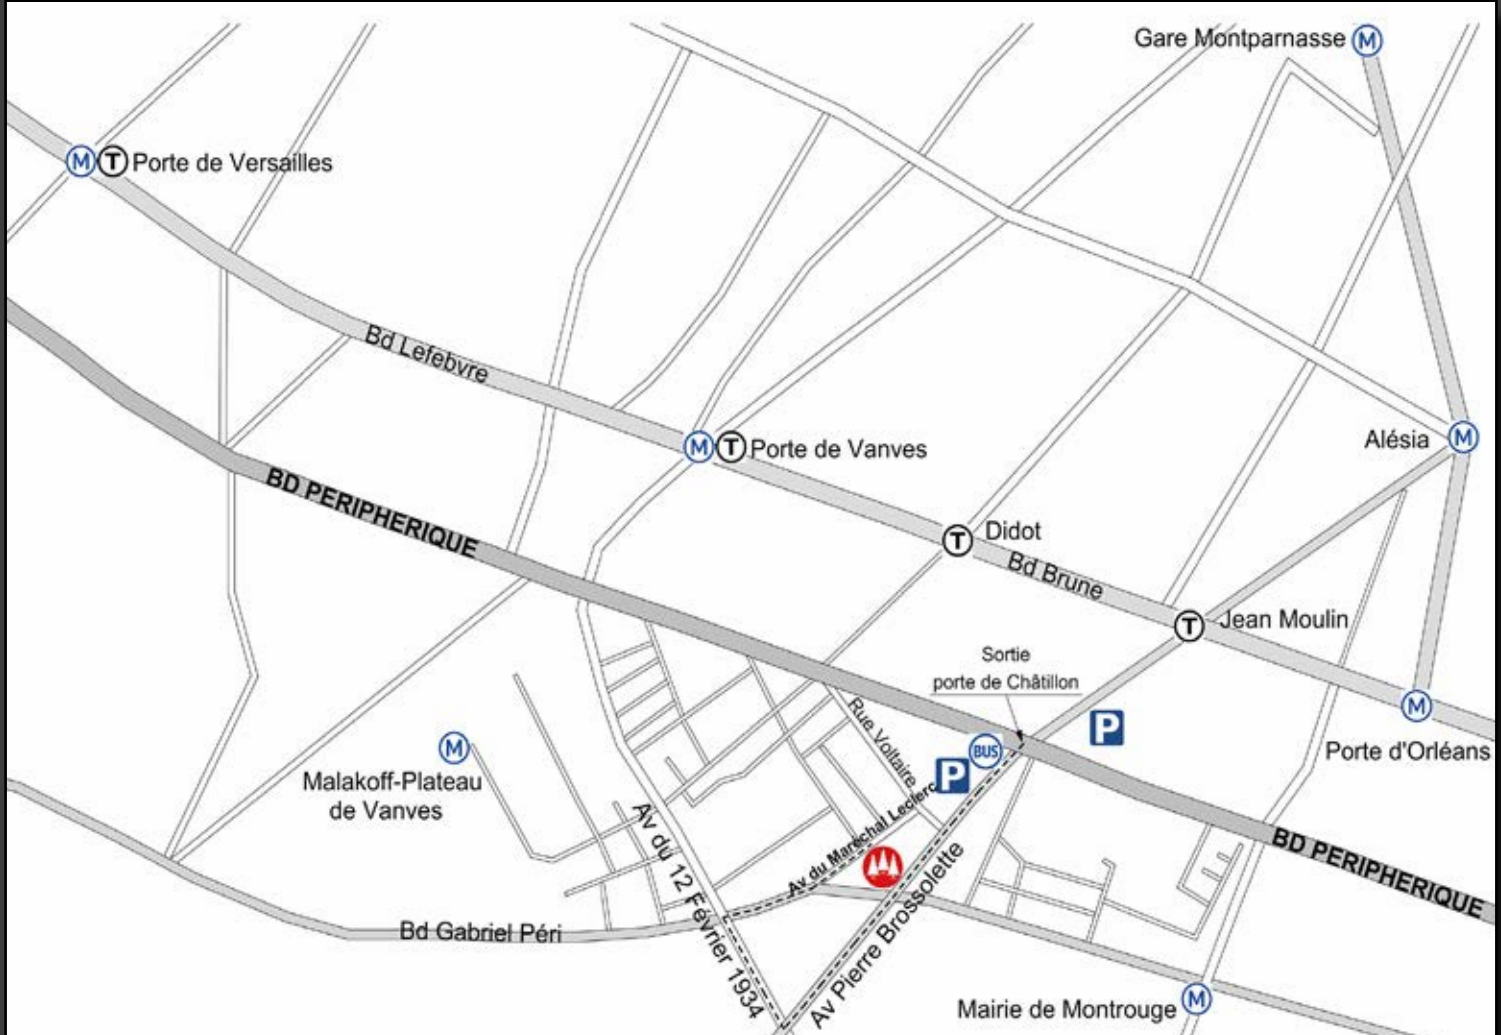 Gare Montparnasse M
M T Porte de Versailles
Bd Lefebvre
Alésia M
M T Porte de Vanves
BD PERIPHERIQUE
T Didot
Bd Brune
T Jean Moulin
Sortie
porte de Châtillon
M
Porte d'Orléans
P
BUS
P
Rue Voltaire
M
Malakoff-Plateau
de Vanves
Av du Maréchal Leclerc
Av du 12 Février 1934
BD PERIPHERIQUE
Av Pierre Brossolette
Bd Gabriel Péri
Mairie de Montrouge M